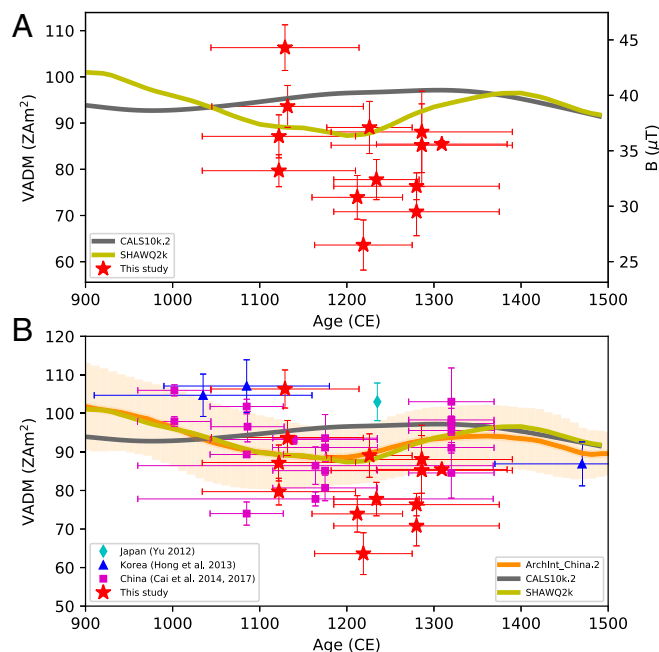 A
110
100
90
80
70
60
VADM (ZAm²)
45
40
35
30
25
B (μT)
CALS10k.2
SHAWQ2k
This study
900
1000
1100
1200
1300
1400
1500
Age (CE)
B
120
110
100
90
80
70
60
50
VADM (ZAm²)
Japan (Yu 2012)
Korea (Hong et al. 2013)
China (Cai et al. 2014, 2017)
This study
ArchInt_China.2
CALS10k.2
SHAWQ2k
900
1000
1100
1200
1300
1400
1500
Age (CE)